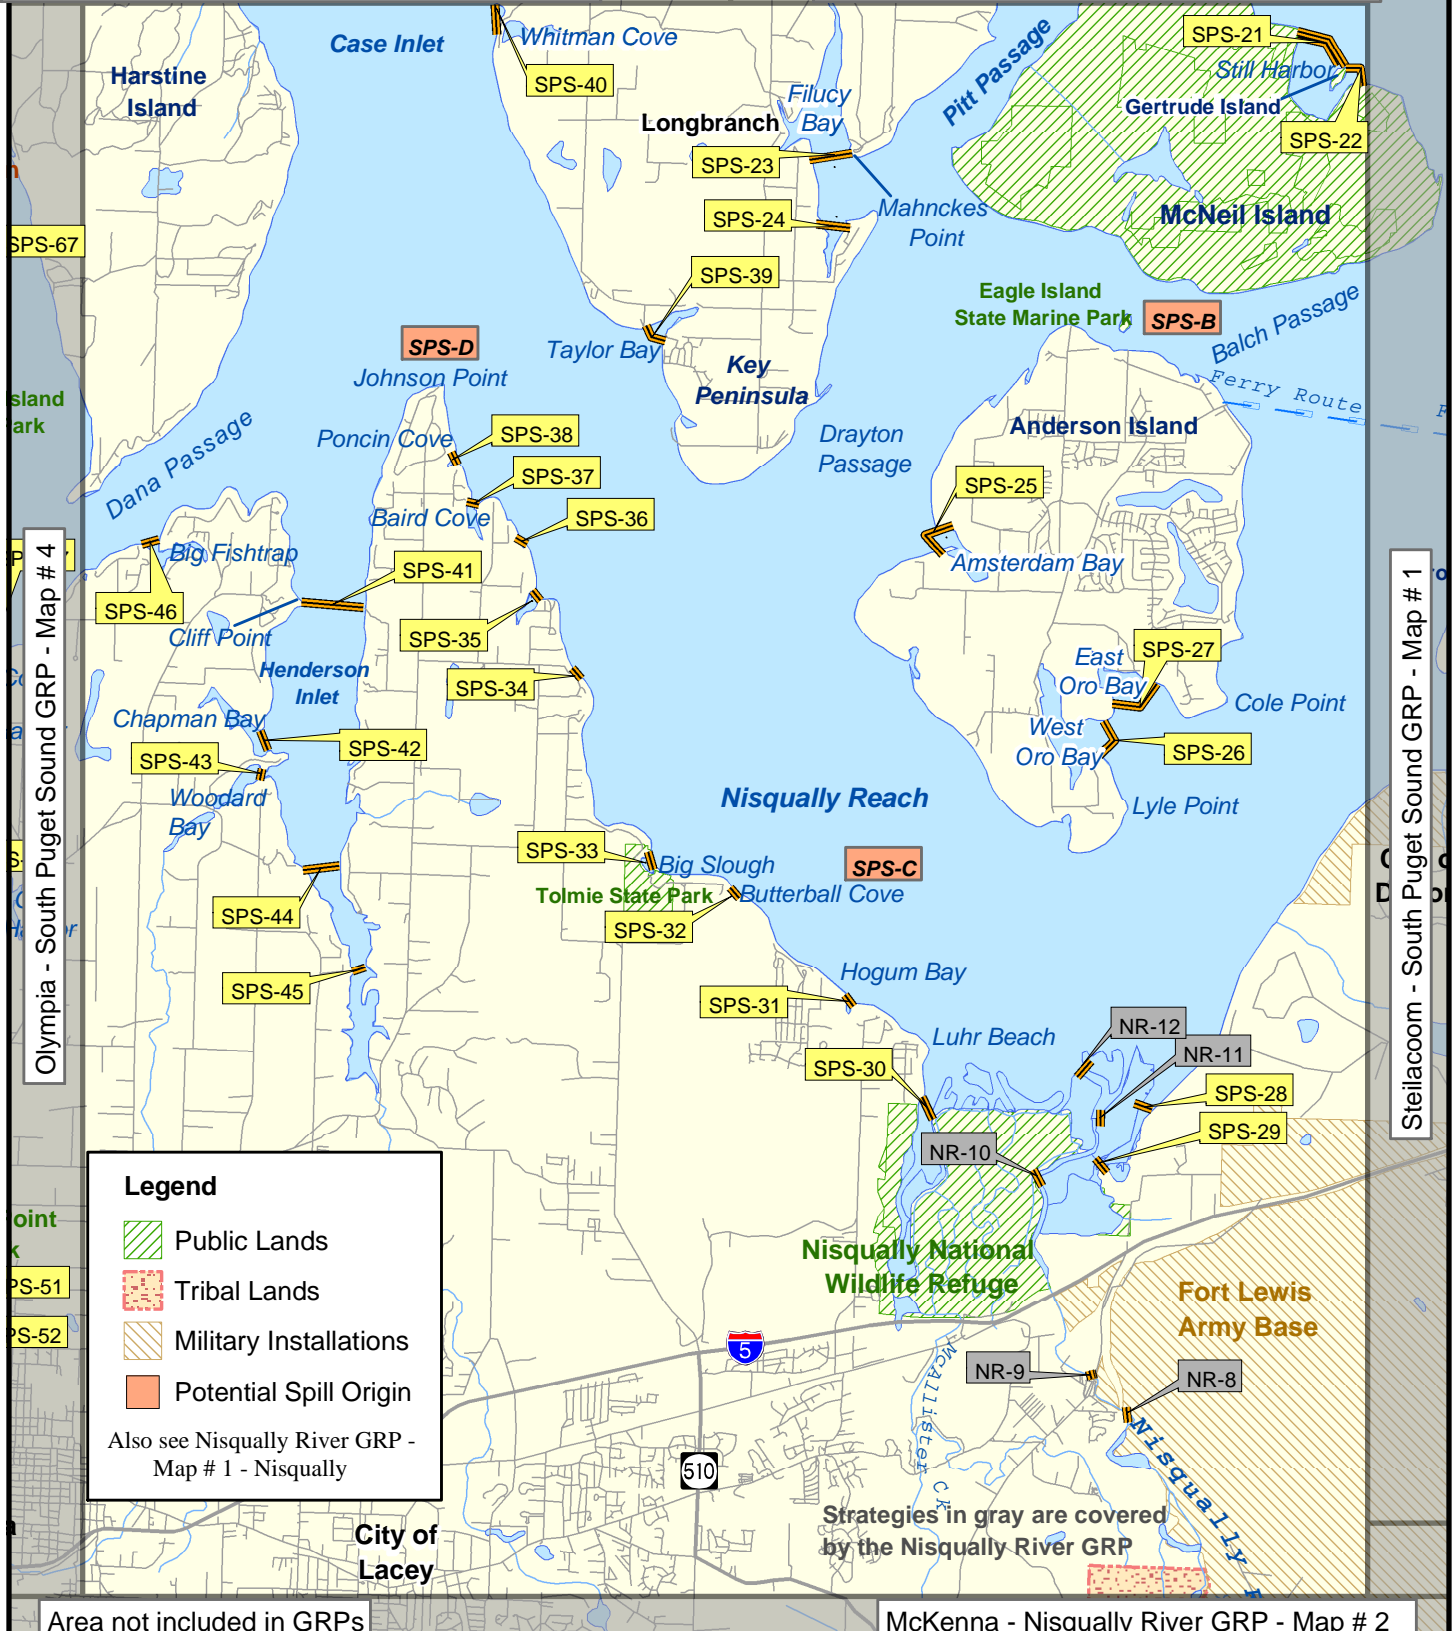 Case Inlet
Whitman Cove
SPS-40
Harstine
Island
Longbranch
Filucy
Bay
Pitt Passage
SPS-21
Still Harbor
Gertrude Island
SPS-22
SPS-23
SPS-24
Mahnckes
Point
McNeil Island
SPS-67
SPS-39
Eagle Island
State Marine Park
SPS-B
Balch Passage
Ferry Route
SPS-D
Johnson Point
Taylor Bay
Key
Peninsula
Anderson Island
Drayton
Passage
Dana Passage
Poncin Cove
SPS-38
SPS-37
Baird Cove
SPS-36
SPS-25
Amsterdam Bay
Big Fishtrap
SPS-46
SPS-41
Cliff Point
SPS-35
Henderson
Inlet
SPS-34
SPS-27
East
Oro Bay
Cole Point
West
Oro Bay
SPS-26
Chapman Bay
SPS-42
SPS-43
Woodard
Bay
Nisqually Reach
Lyle Point
SPS-33
Big Slough
SPS-C
Tolmie State Park
Butterball Cove
SPS-32
SPS-44
SPS-45
Hogum Bay
SPS-31
Luhr Beach
NR-12
NR-11
SPS-30
SPS-28
SPS-29
NR-10
Nisqually National
Wildlife Refuge
Fort Lewis
Army Base
5
McAllister Ck
NR-9
NR-8
Nisqually R
510
Strategies in gray are covered
by the Nisqually River GRP
City of
Lacey
Olympia - South Puget Sound GRP - Map # 4
Steilacoom - South Puget Sound GRP - Map # 1
sland
ark
oint
k
PS-51
PS-52
Legend
Public Lands
Tribal Lands
Military Installations
Potential Spill Origin
Also see Nisqually River GRP -
Map # 1 - Nisqually
Area not included in GRPs
McKenna - Nisqually River GRP - Map # 2